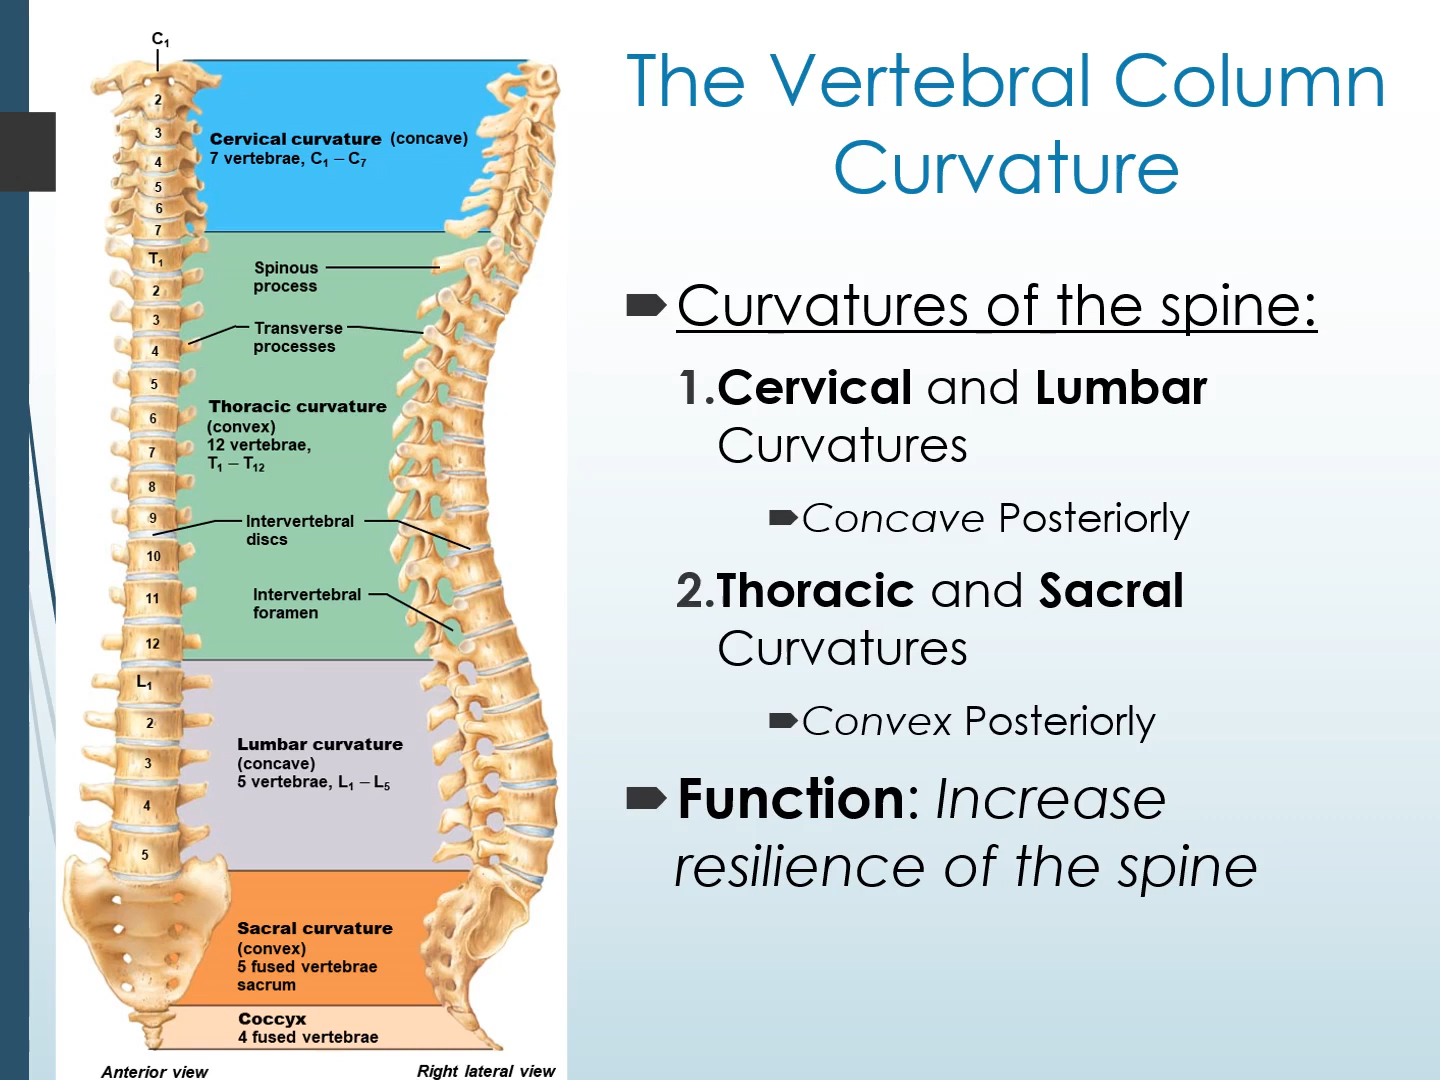 The Vertebral Column
Curvature
C1
2
3
4
5
6
7
T1
2
3
4
5
6
7
8
9
10
11
12
L1
2
3
4
5
Cervical curvature (concave)
7 vertebrae, C1 – C7
Spinous
process
Transverse
processes
Thoracic curvature
(convex)
12 vertebrae,
T1 – T12
Intervertebral
discs
Intervertebral
foramen
Lumbar curvature
(concave)
5 vertebrae, L1 – L5
Sacral curvature
(convex)
5 fused vertebrae
sacrum
Coccyx
4 fused vertebrae
Anterior view
Right lateral view
Curvatures of the spine:
1.Cervical and Lumbar
Curvatures
Concave Posteriorly
2.Thoracic and Sacral
Curvatures
Convex Posteriorly
Function: Increase
resilience of the spine